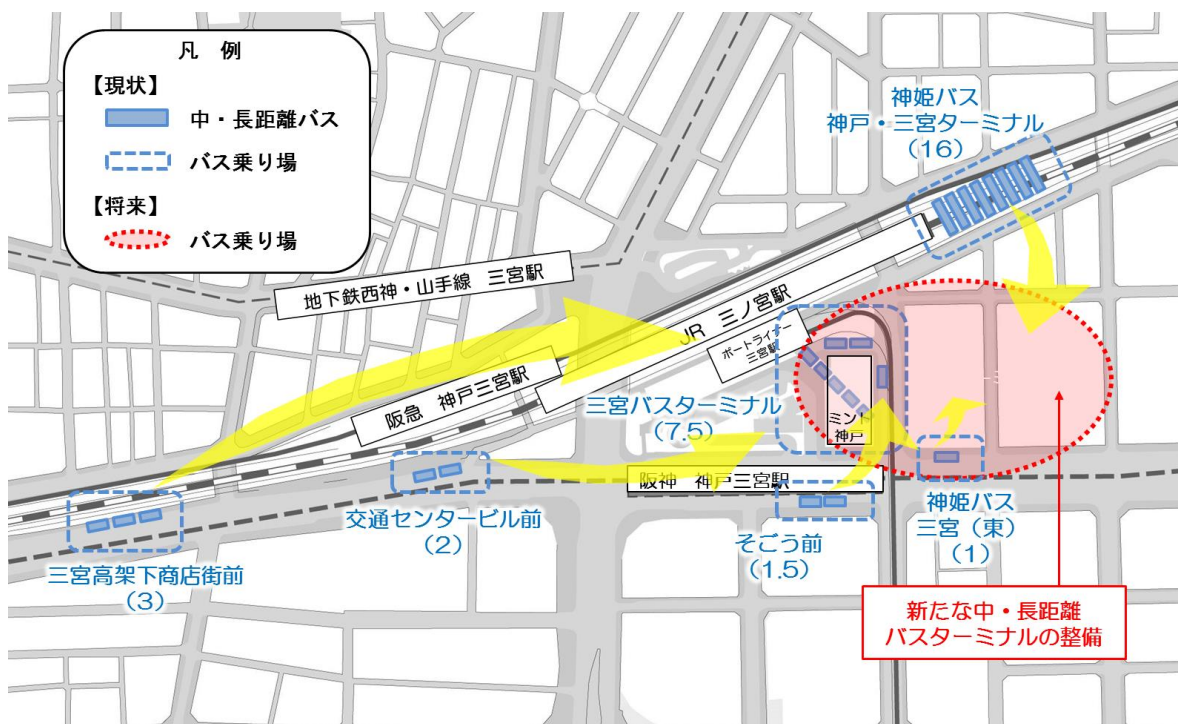 凡　例
【現状】
中・長距離バス
バス乗り場
【将来】
バス乗り場
神姫バス
神戸・三宮ターミナル
（16）
地下鉄西神・山手線　三宮駅
JR　三ノ宮駅
ポートライナー
三宮駅
阪急　神戸三宮駅
三宮バスターミナル
（7.5）
ミント
神戸
阪神　神戸三宮駅
神姫バス
三宮（東）
（1）
交通センタービル前
（2）
そごう前
（1.5）
三宮高架下商店街前
（3）
新たな中・長距離
バスターミナルの整備